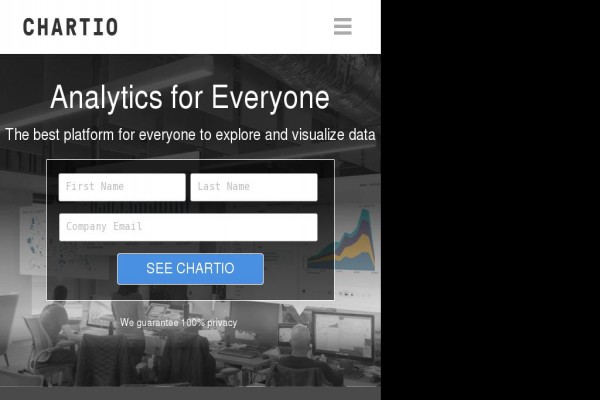 CHARTIO
Analytics for Everyone
The best platform for everyone to explore and visualize data
First Name Last Name
Company Email
SEE CHARTIO
We guarantee 100% privacy